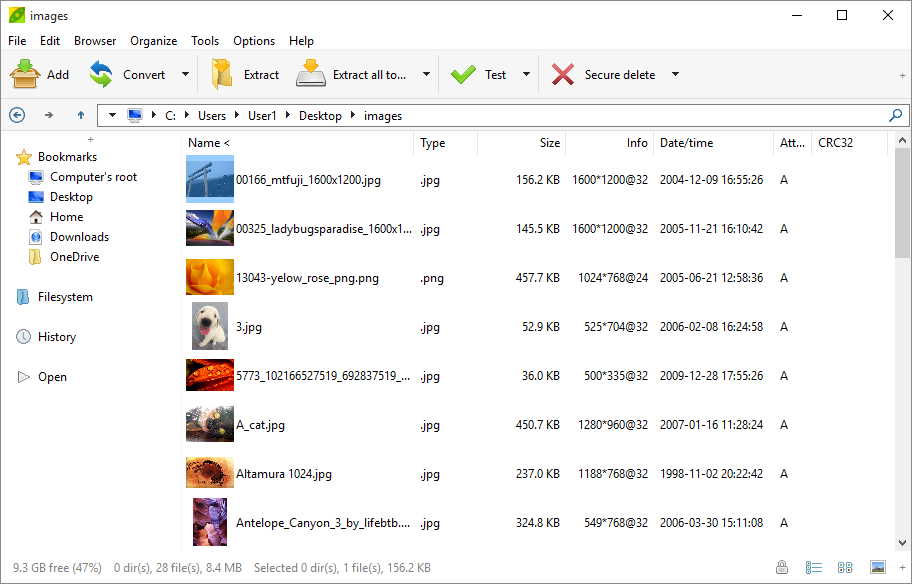 images
File Edit Browser Organize Tools Options Help
Add Convert Extract Extract all to... Test Secure delete
C: Users User1 Desktop images
Bookmarks
Computer's root
Desktop
Home
Downloads
OneDrive
Filesystem
History
Open
Name < Type Size Info Date/time Att... CRC32
00166_mtfuji_1600x1200.jpg .jpg 156.2 KB 1600*1200@32 2004-12-09 16:55:26 A
00325_ladybugsparadise_1600x1... .jpg 145.5 KB 1600*1200@32 2005-11-21 16:10:42 A
13043-yelow_rose_png.png .png 457.7 KB 1024*768@24 2005-06-21 12:58:36 A
3.jpg .jpg 52.9 KB 525*704@32 2006-02-08 16:24:58 A
5773_102166527519_692837519_... .jpg 36.0 KB 500*335@32 2009-12-28 17:55:26 A
A_cat.jpg .jpg 450.7 KB 1280*960@32 2007-01-16 11:28:24 A
Altamura 1024.jpg .jpg 237.0 KB 1188*768@32 1998-11-02 20:22:42 A
Antelope_Canyon_3_by_lifebtb.... .jpg 324.8 KB 549*768@32 2006-03-30 15:11:08 A
9.3 GB free (47%) 0 dir(s), 28 file(s), 8.4 MB Selected 0 dir(s), 1 file(s), 156.2 KB